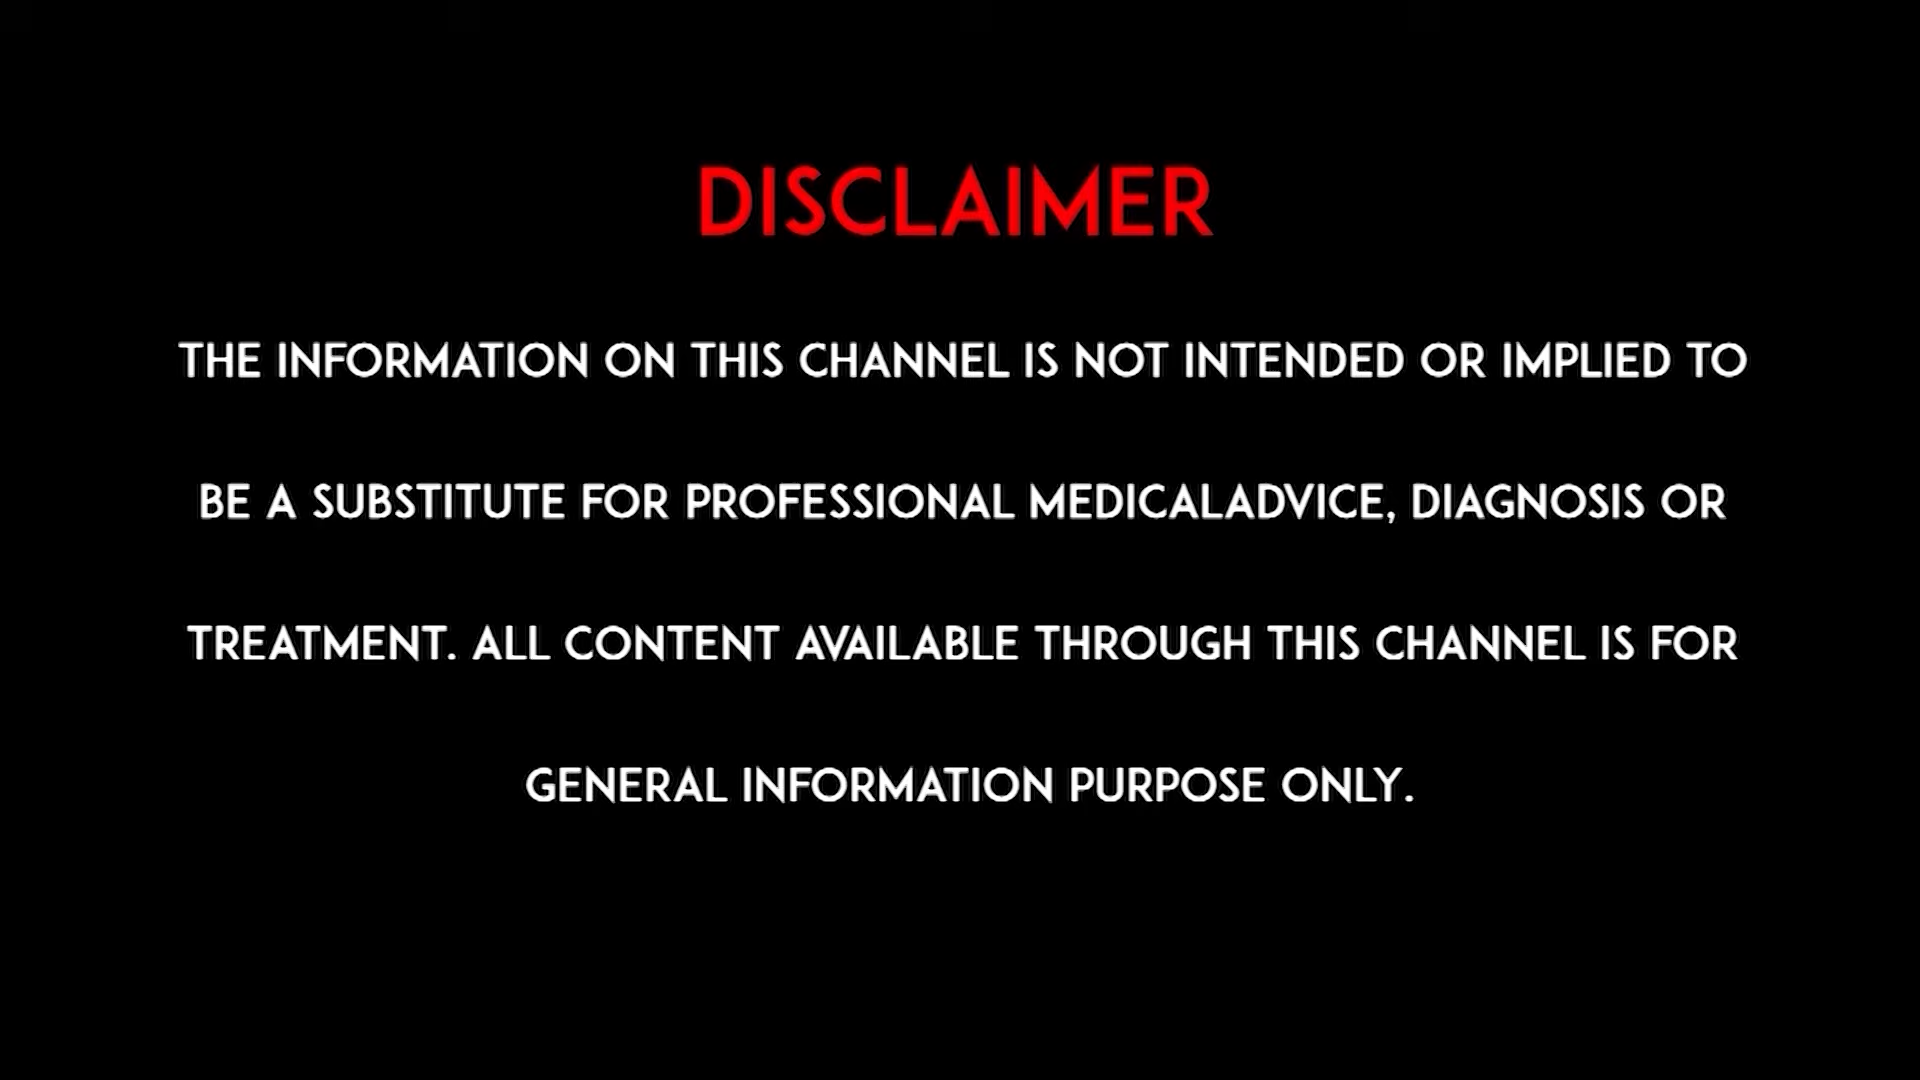 DISCLAIMER
THE INFORMATION ON THIS CHANNEL IS NOT INTENDED OR IMPLIED TO
BE A SUBSTITUTE FOR PROFESSIONAL MEDICALADVICE, DIAGNOSIS OR
TREATMENT. ALL CONTENT AVAILABLE THROUGH THIS CHANNEL IS FOR
GENERAL INFORMATION PURPOSE ONLY.